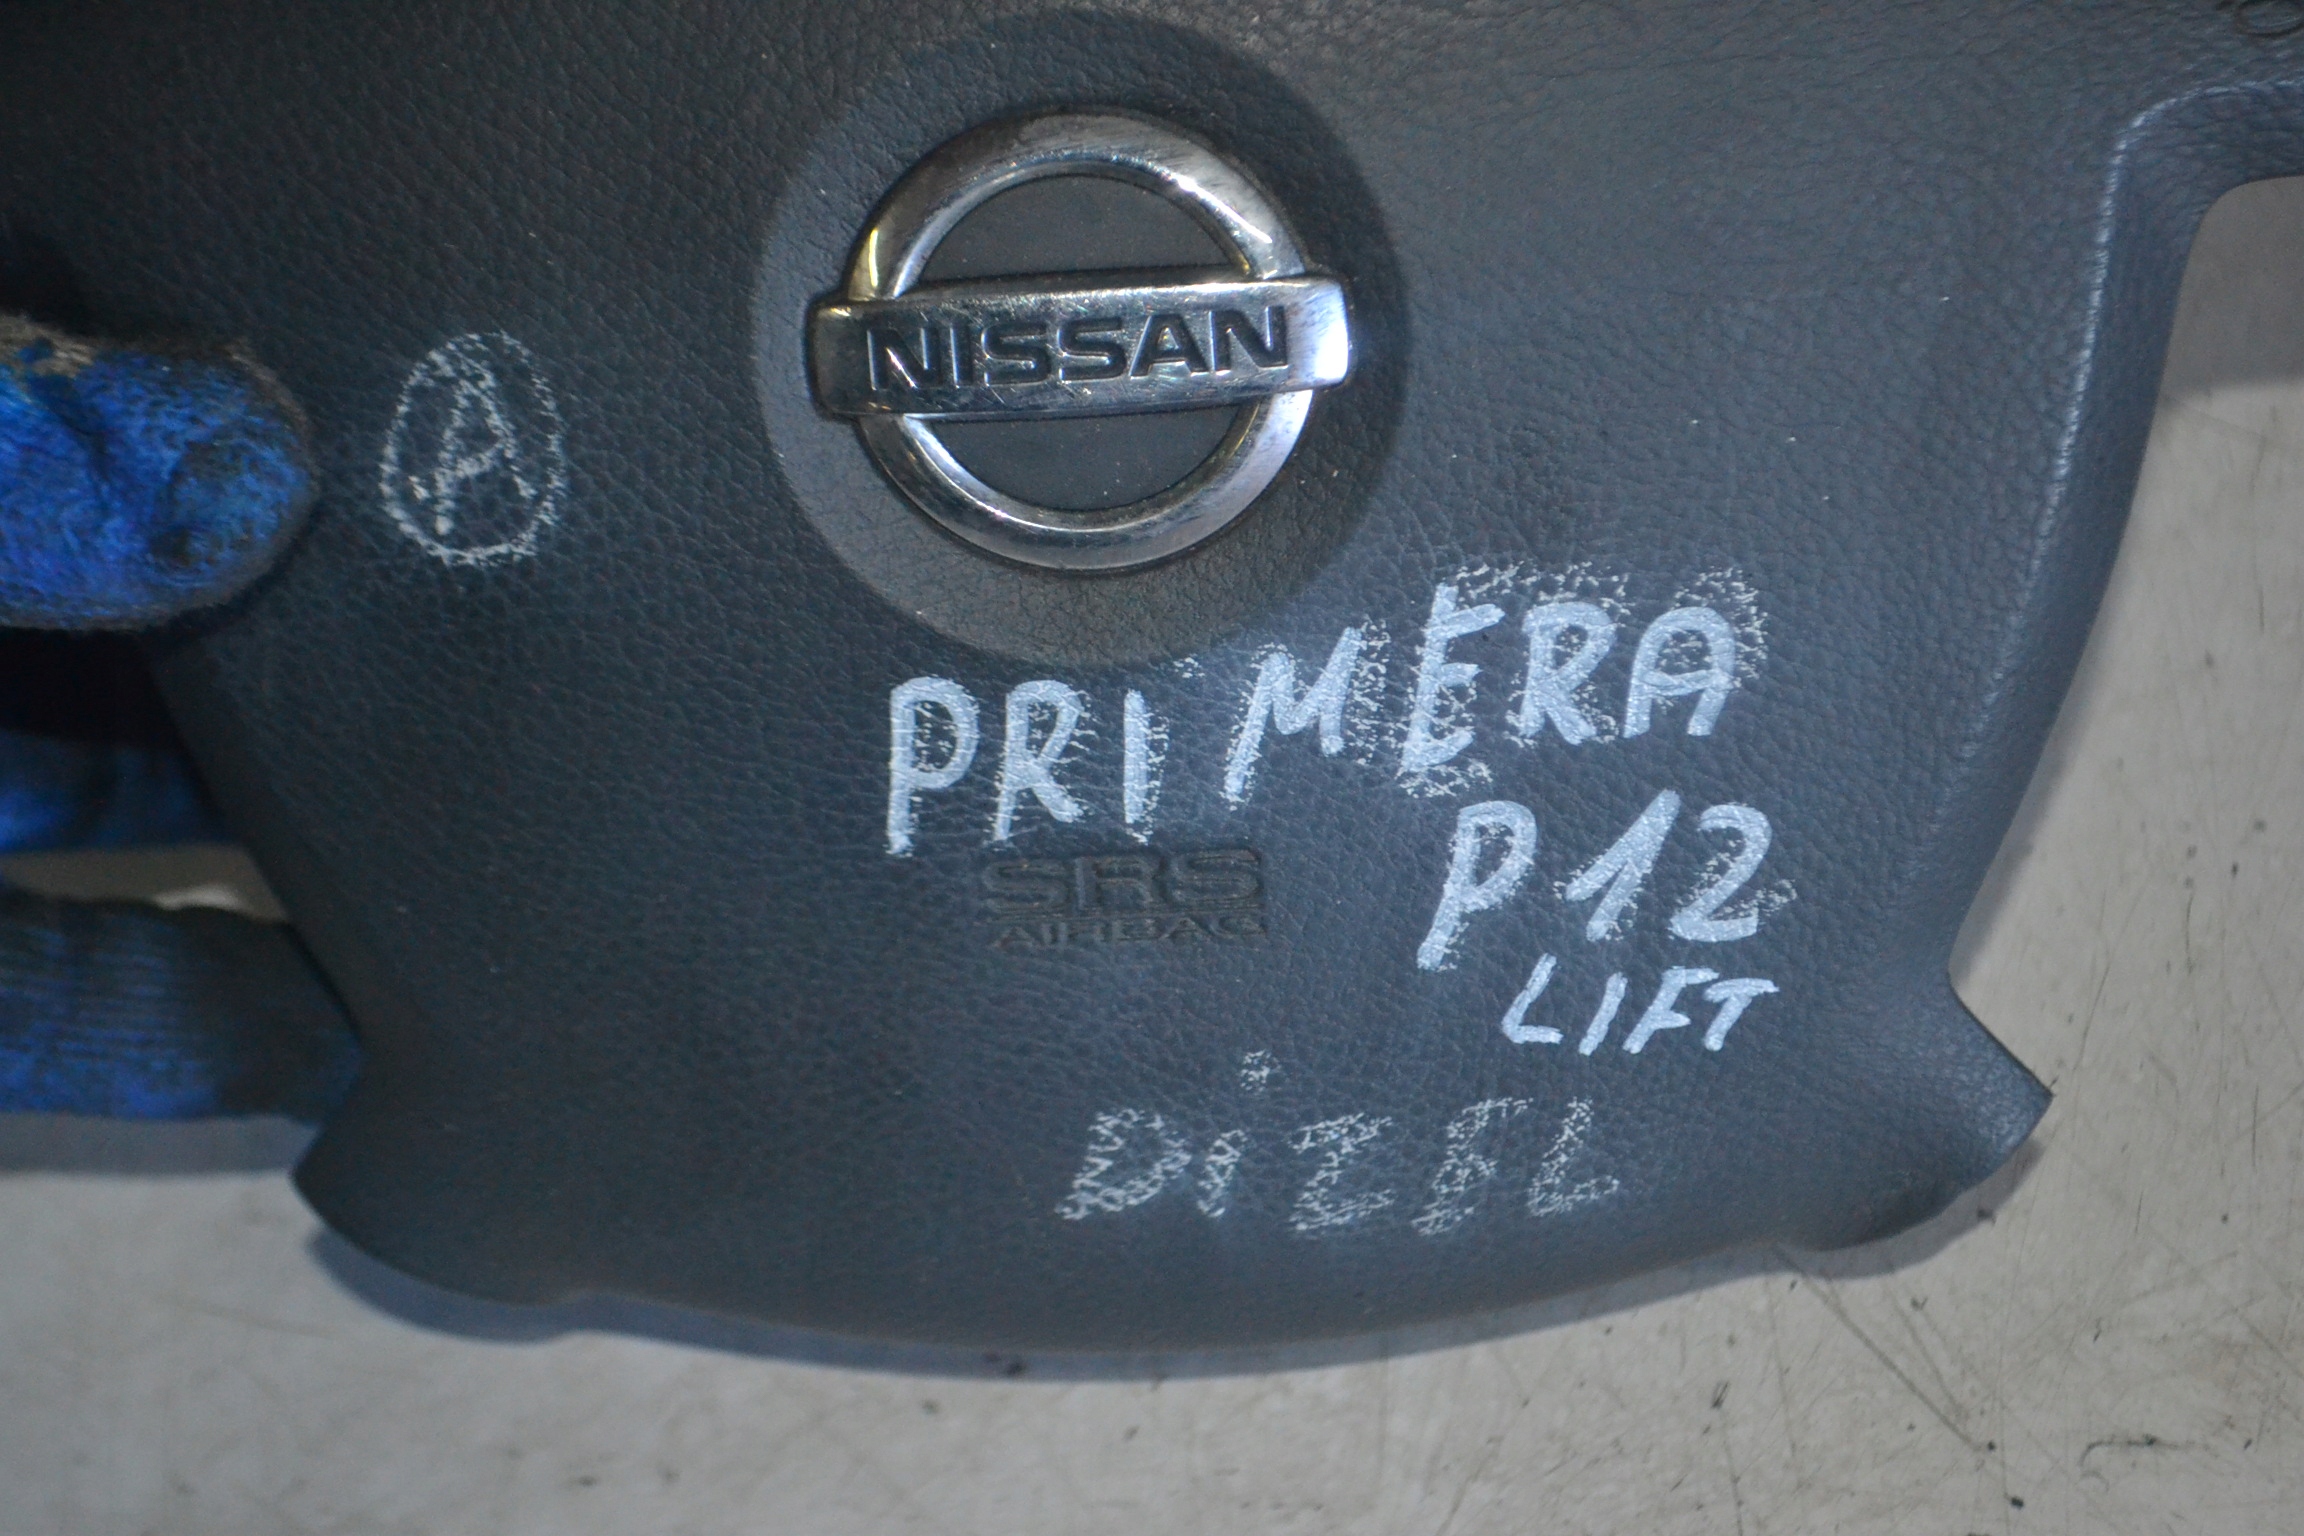 NISSAN
A
PRIMERA
SRS
AIRBAG
P12
LIFT
DiZEL